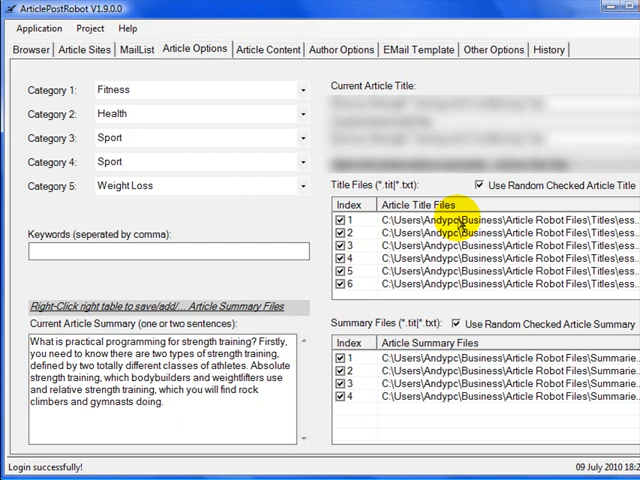 ArticlePostRobot V1.9.0.0
Application Project Help
Browser Article Sites MailList Article Options Article Content Author Options EMail Template Other Options History
Category 1: Fitness
Category 2: Health
Category 3: Sport
Category 4: Sport
Category 5: Weight Loss
Keywords (seperated by comma):
Right-Click right table to save/add/... Article Summary Files
Current Article Summary (one or two sentences):
What is practical programming for strength training? Firstly,
you need to know there are two types of strength training,
defined by two totally different classes of athletes. Absolute
strength training, which bodybuilders and weightlifters use
and relative strength training, which you will find rock
climbers and gymnasts doing.
Current Article Title:
Title Files (*.tit|*.txt): Use Random Checked Article Title
Index Article Title Files
1 C:\Users\Andypc\Business\Article Robot Files\Titles\ess...
2 C:\Users\Andypc\Business\Article Robot Files\Titles\ess...
3 C:\Users\Andypc\Business\Article Robot Files\Titles\ess...
4 C:\Users\Andypc\Business\Article Robot Files\Titles\ess...
5 C:\Users\Andypc\Business\Article Robot Files\Titles\ess...
6 C:\Users\Andypc\Business\Article Robot Files\Titles\ess...
Summary Files (*.tit|*.txt): Use Random Checked Article Summary
Index Article Summary Files
1 C:\Users\Andypc\Business\Article Robot Files\Summarie...
2 C:\Users\Andypc\Business\Article Robot Files\Summarie...
3 C:\Users\Andypc\Business\Article Robot Files\Summarie...
4 C:\Users\Andypc\Business\Article Robot Files\Summarie...
Login successfully! 09 July 2010 18:2